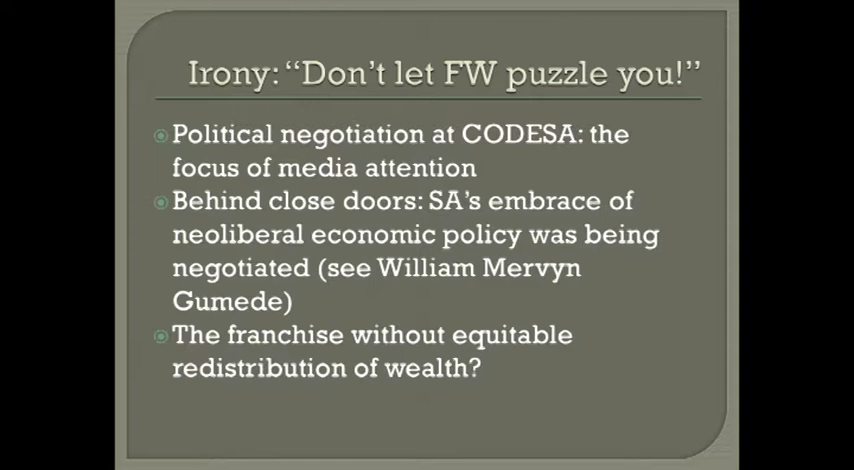 Irony: “Don’t let FW puzzle you!”
Political negotiation at CODESA: the
focus of media attention
Behind close doors: SA’s embrace of
neoliberal economic policy was being
negotiated (see William Mervyn
Gumede)
The franchise without equitable
redistribution of wealth?